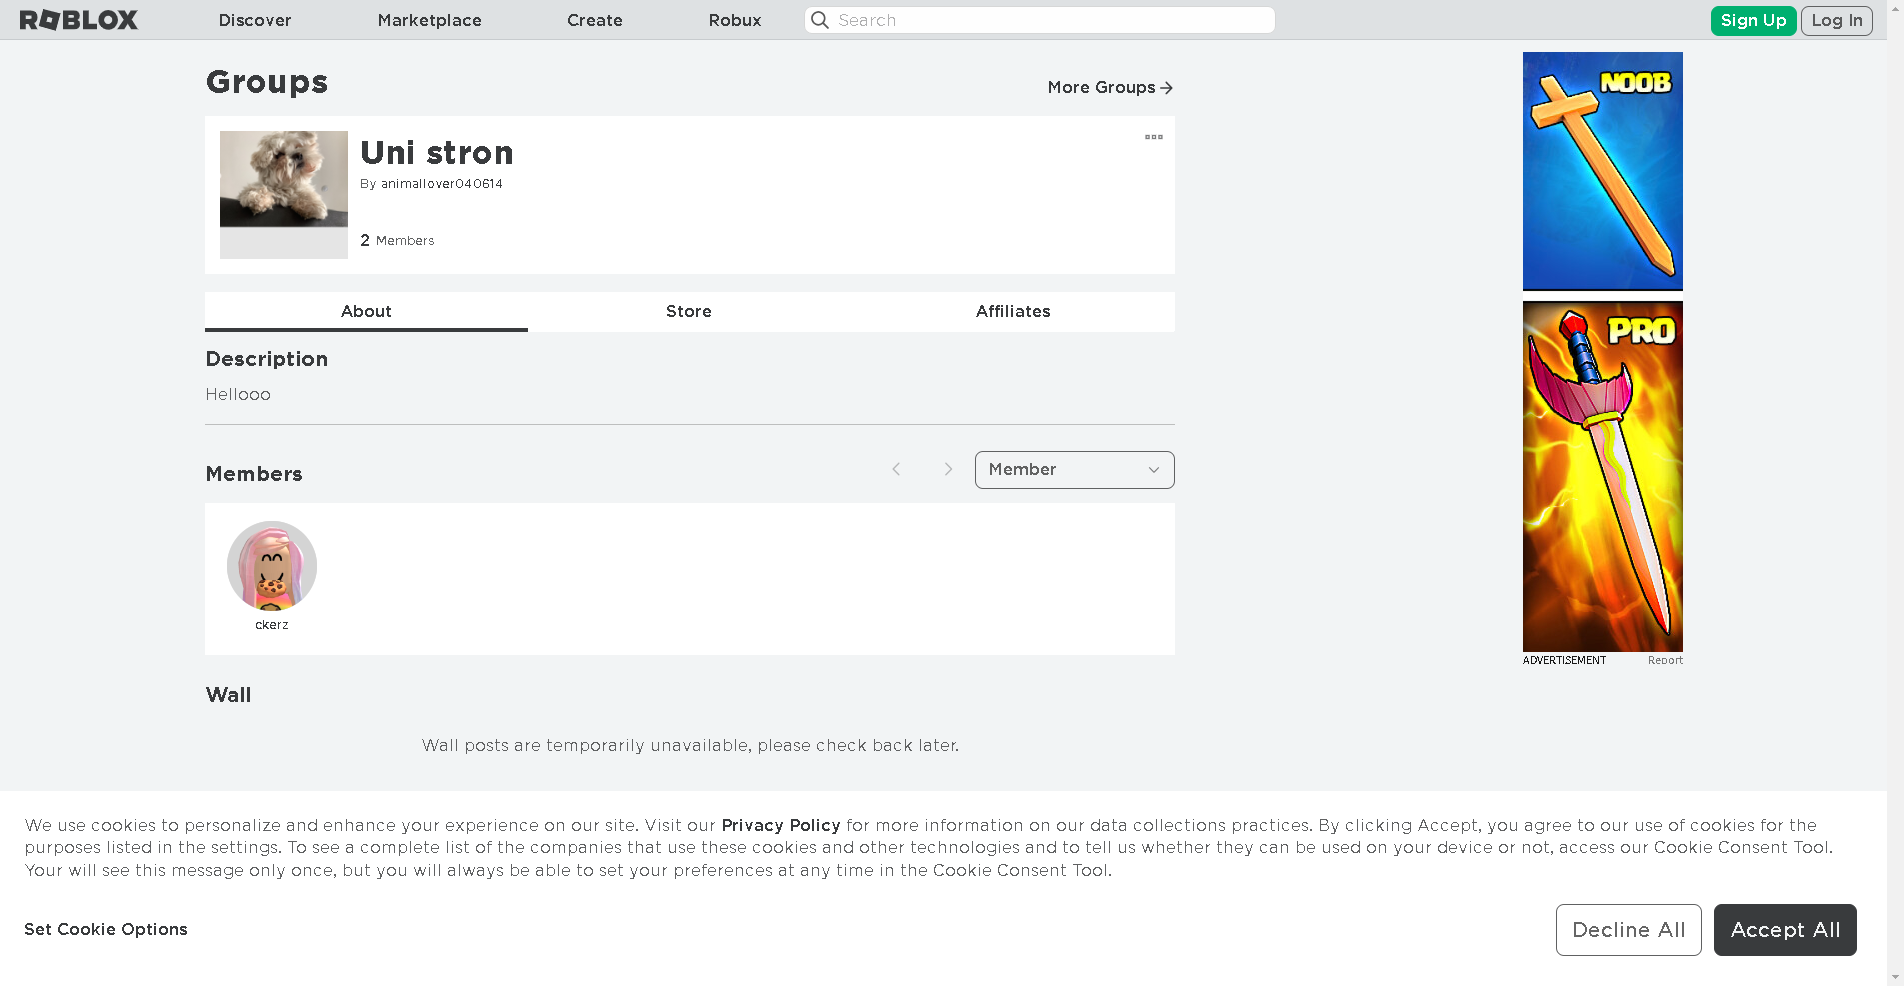 ROBLOX
Discover
Marketplace
Create
Robux
Search
Sign Up
Log In
Groups
More Groups
Uni stron
By animallover040614
2 Members
About
Store
Affiliates
Description
Hellooo
Members
Member
ckerz
Wall
Wall posts are temporarily unavailable, please check back later.
NOOB
PRO
ADVERTISEMENT
Report
We use cookies to personalize and enhance your experience on our site. Visit our Privacy Policy for more information on our data collections practices. By clicking Accept, you agree to our use of cookies for the
purposes listed in the settings. To see a complete list of the companies that use these cookies and other technologies and to tell us whether they can be used on your device or not, access our Cookie Consent Tool.
Your will see this message only once, but you will always be able to set your preferences at any time in the Cookie Consent Tool.
Set Cookie Options
Decline All
Accept All